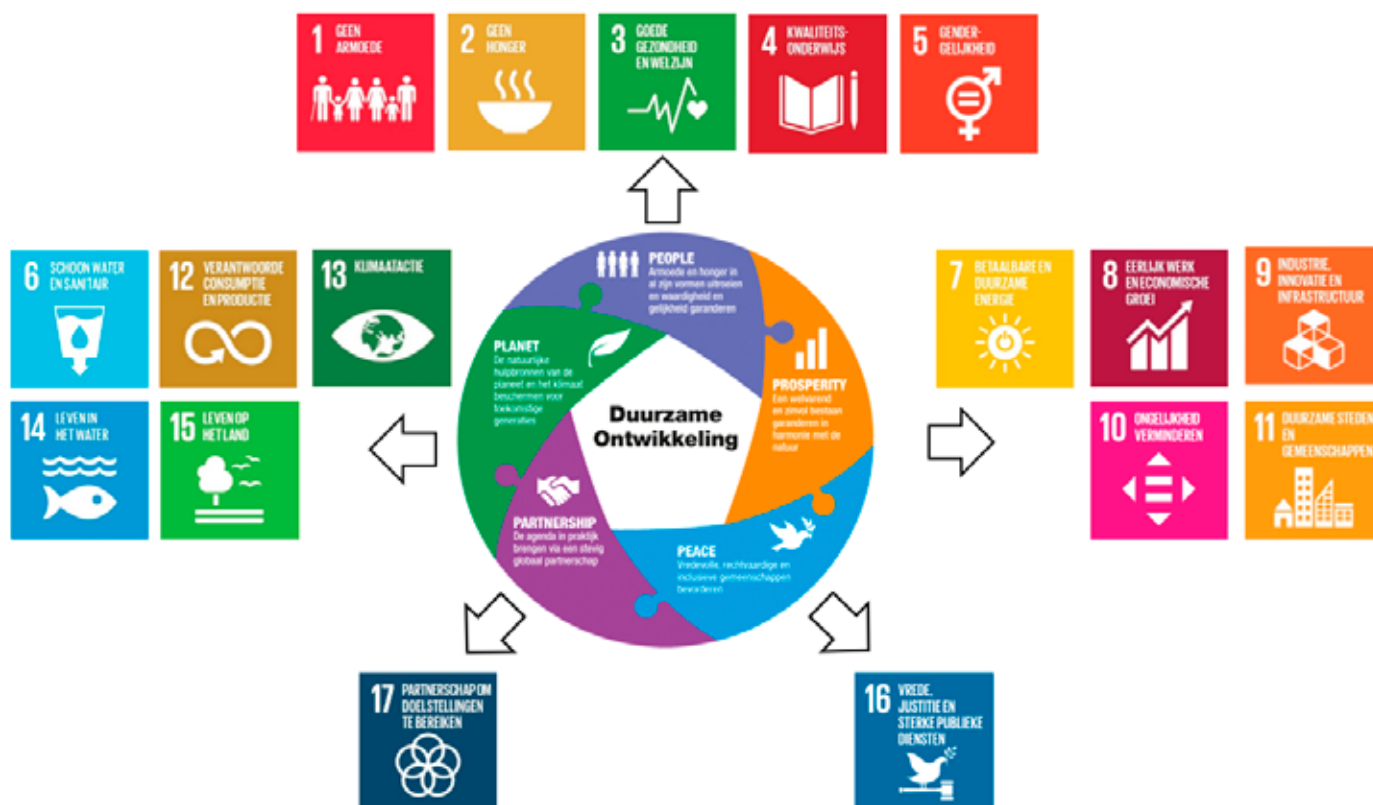 1 GEEN
ARMOEDE
2 GEEN
HONGER
3 GOEDE
GEZONDHEID
EN WELZIJN
4 KWALITEITS-
ONDERWIJS
5 GENDER-
GELIJKHEID
6 SCHOON WATER
EN SANITAIR
12 VERANTWOORDE
CONSUMPTIE
EN PRODUCTIE
13 KLIMAATACTIE
14 LEVEN IN
HET WATER
15 LEVEN OP
HET LAND
PEOPLE
Armoede en honger in
al zijn vormen uitroeien
en waardigheid en
gelijkheid garanderen
PLANET
De natuurlijke
hulpbronnen van de
planeet en het klimaat
beschermen voor
toekomstige
generaties
Duurzame
Ontwikkeling
PROSPERITY
Een welvarend
en zinvol bestaan
garanderen in
harmonie met de
natuur
PARTNERSHIP
De agenda in praktijk
brengen via een stevig
globaal partnerschap
PEACE
Vredevolle, rechtvaardige en
inclusieve gemeenschappen
bevorderen
7 BETAALBARE EN
DUURZAME
ENERGIE
8 EERLIJK WERK
EN ECONOMISCHE
GROEI
9 INDUSTRIE,
INNOVATIE EN
INFRASTRUCTUUR
10 ONGELIJKHEID
VERMINDEREN
11 DUURZAME STEDEN
EN
GEMEENSCHAPPEN
17 PARTNERSCHAP OM
DOELSTELLINGEN
TE BEREIKEN
16 VREDE,
JUSTITIE EN
STERKE PUBLIEKE
DIENSTEN